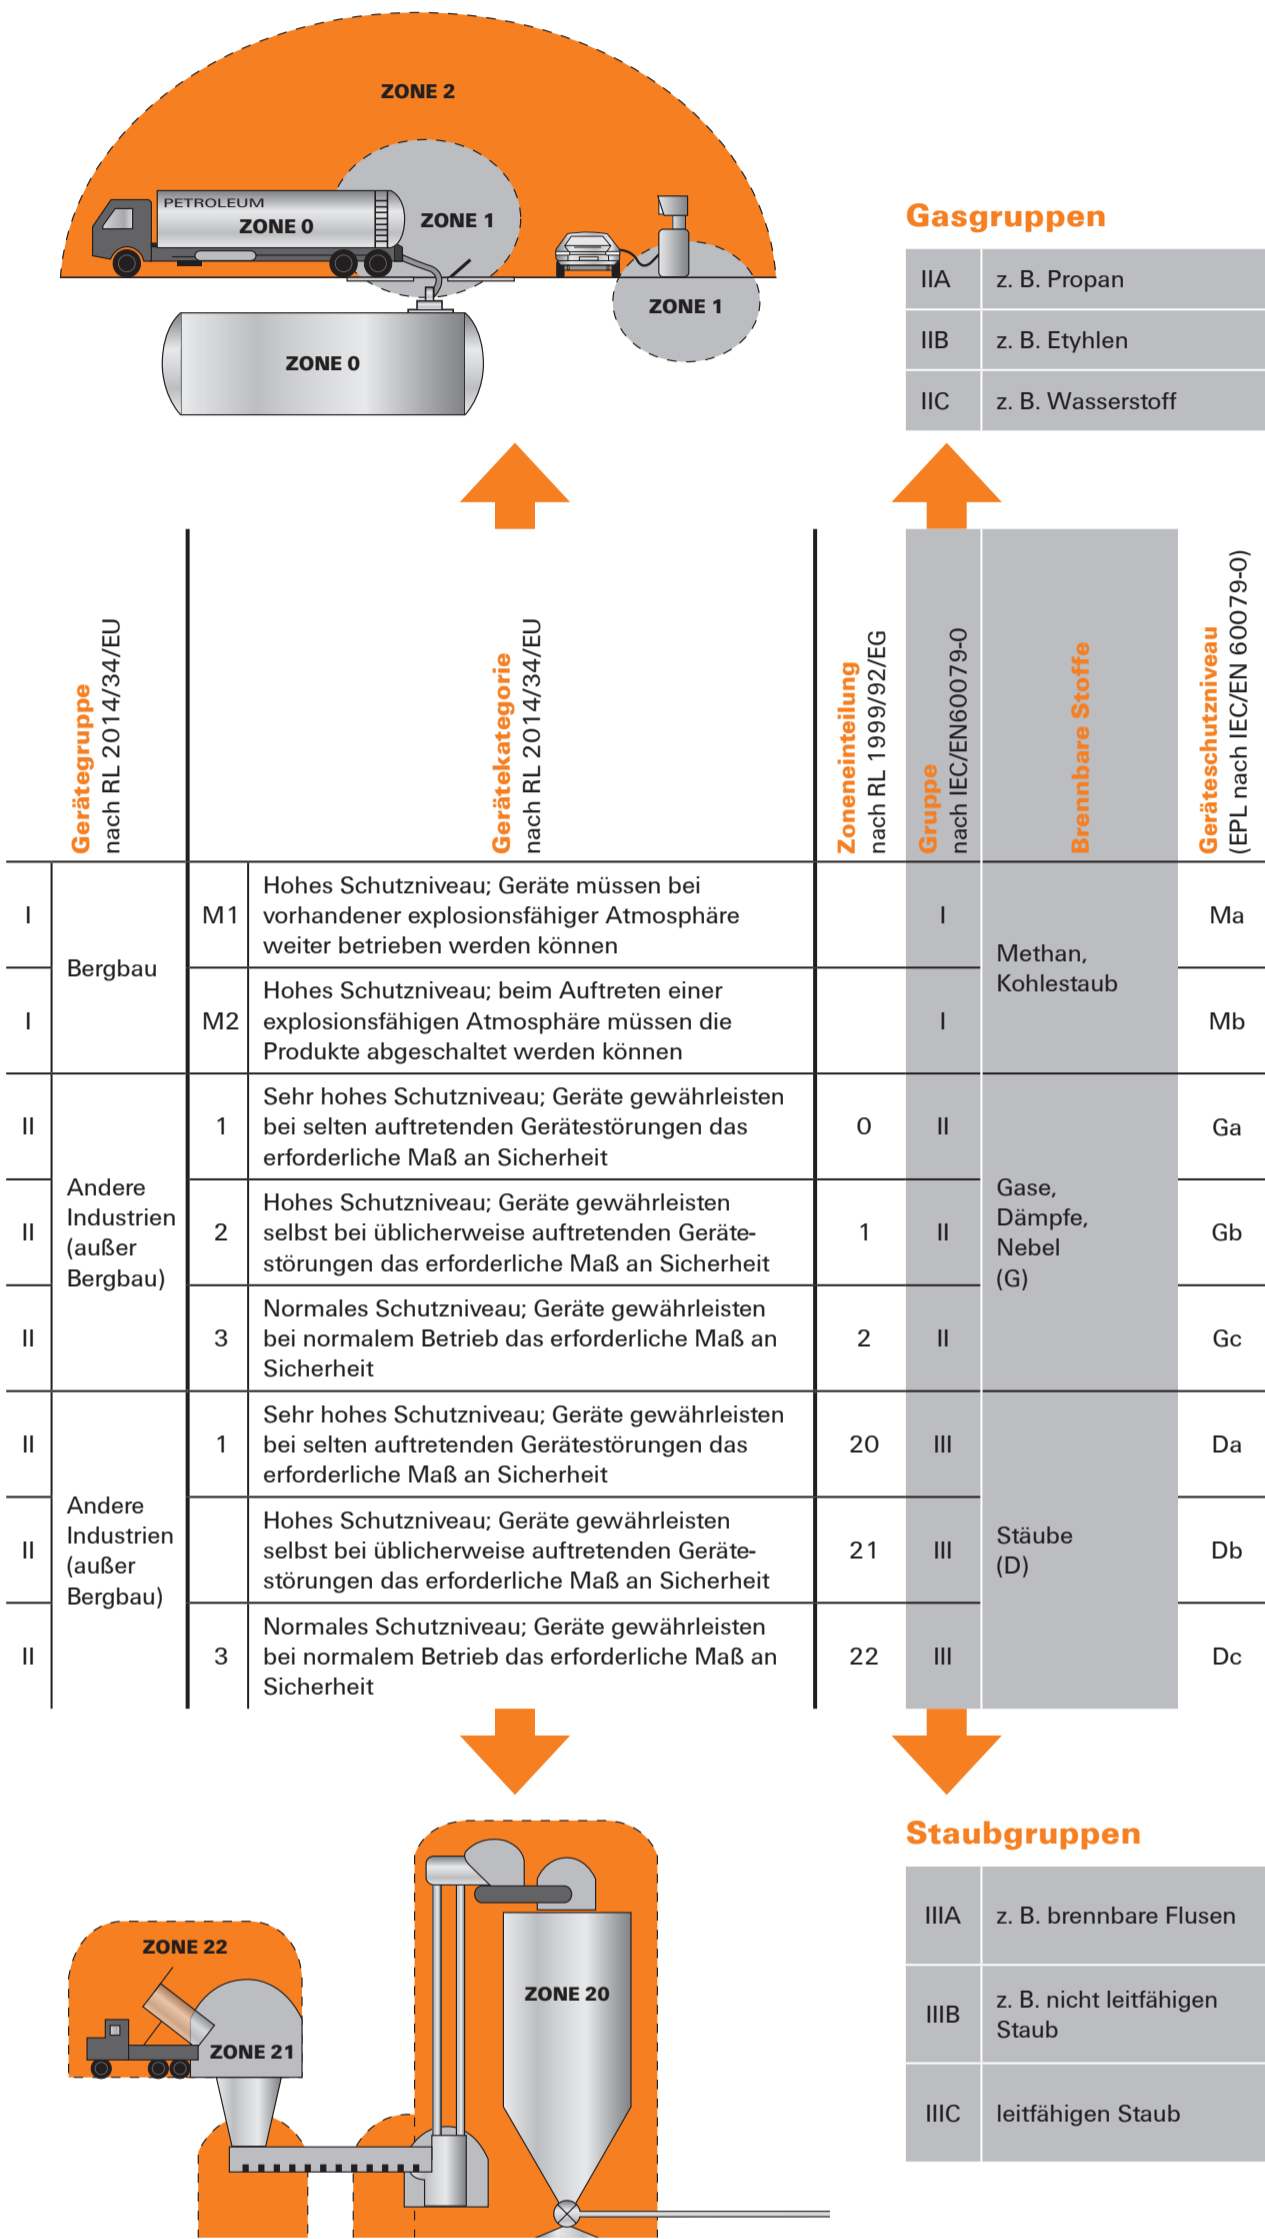 ZONE 2
PETROLEUM
ZONE 0
ZONE 1
ZONE 1
ZONE 0
Gasgruppen
IIA z. B. Propan
IIB z. B. Etyhlen
IIC z. B. Wasserstoff
Gerätegruppe
nach RL 2014/34/EU
Gerätekategorie
nach RL 2014/34/EU
Zoneneinteilung
nach RL 1999/92/EG
Gruppe
nach IEC/EN60079-0
Brennbare Stoffe
Geräteschutzniveau
(EPL nach IEC/EN 60079-0)
I
Bergbau
M1
Hohes Schutzniveau; Geräte müssen bei
vorhandener explosionsfähiger Atmosphäre
weiter betrieben werden können
I
Methan,
Kohlestaub
Ma
I
M2
Hohes Schutzniveau; beim Auftreten einer
explosionsfähigen Atmosphäre müssen die
Produkte abgeschaltet werden können
I
Mb
II
Andere
Industrien
(außer
Bergbau)
1
Sehr hohes Schutzniveau; Geräte gewährleisten
bei selten auftretenden Gerätestörungen das
erforderliche Maß an Sicherheit
0
II
Gase,
Dämpfe,
Nebel
(G)
Ga
II
2
Hohes Schutzniveau; Geräte gewährleisten
selbst bei üblicherweise auftretenden Geräte-
störungen das erforderliche Maß an Sicherheit
1
II
Gb
II
3
Normales Schutzniveau; Geräte gewährleisten
bei normalem Betrieb das erforderliche Maß an
Sicherheit
2
II
Gc
II
Andere
Industrien
(außer
Bergbau)
1
Sehr hohes Schutzniveau; Geräte gewährleisten
bei selten auftretenden Gerätestörungen das
erforderliche Maß an Sicherheit
20
III
Stäube
(D)
Da
II
Hohes Schutzniveau; Geräte gewährleisten
selbst bei üblicherweise auftretenden Geräte-
störungen das erforderliche Maß an Sicherheit
21
III
Db
II
3
Normales Schutzniveau; Geräte gewährleisten
bei normalem Betrieb das erforderliche Maß an
Sicherheit
22
III
Dc
ZONE 22
ZONE 21
ZONE 20
Staubgruppen
IIIA z. B. brennbare Flusen
IIIB z. B. nicht leitfähigen
Staub
IIIC leitfähigen Staub